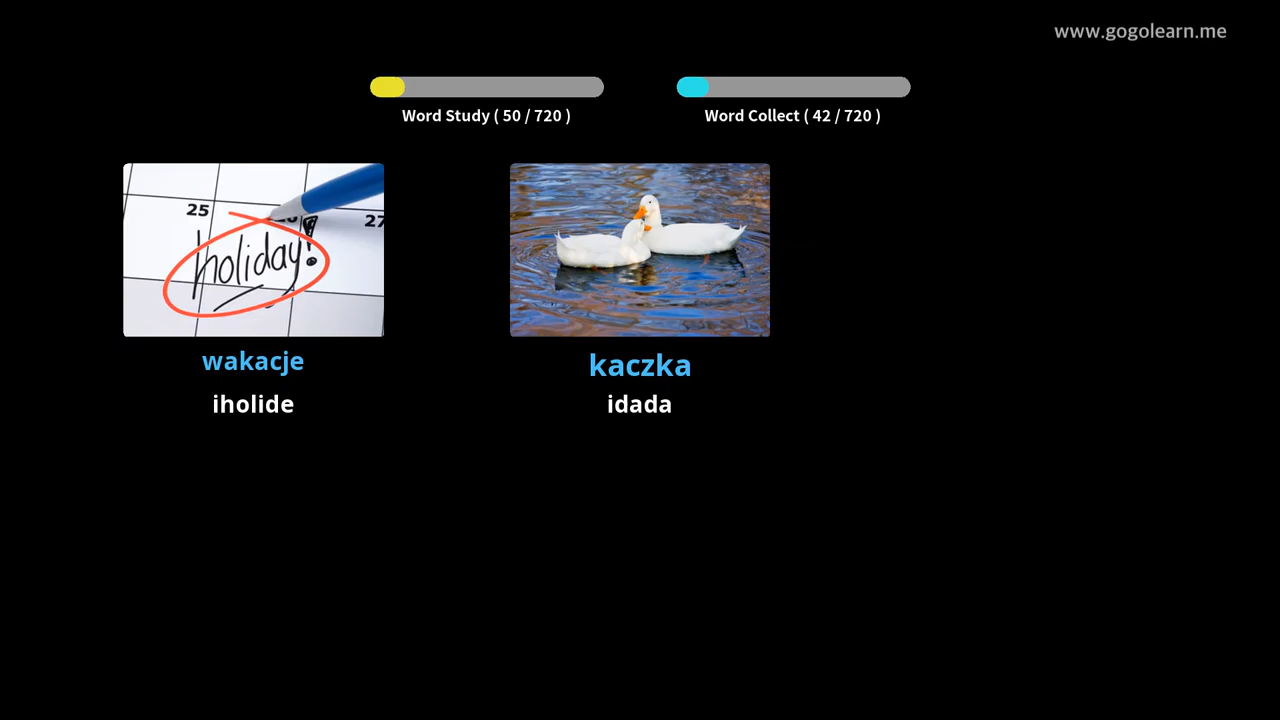 www.gogolearn.me
Word Study ( 50 / 720 )
Word Collect ( 42 / 720 )
25
27
holiday!
wakacje
kaczka
iholide
idada